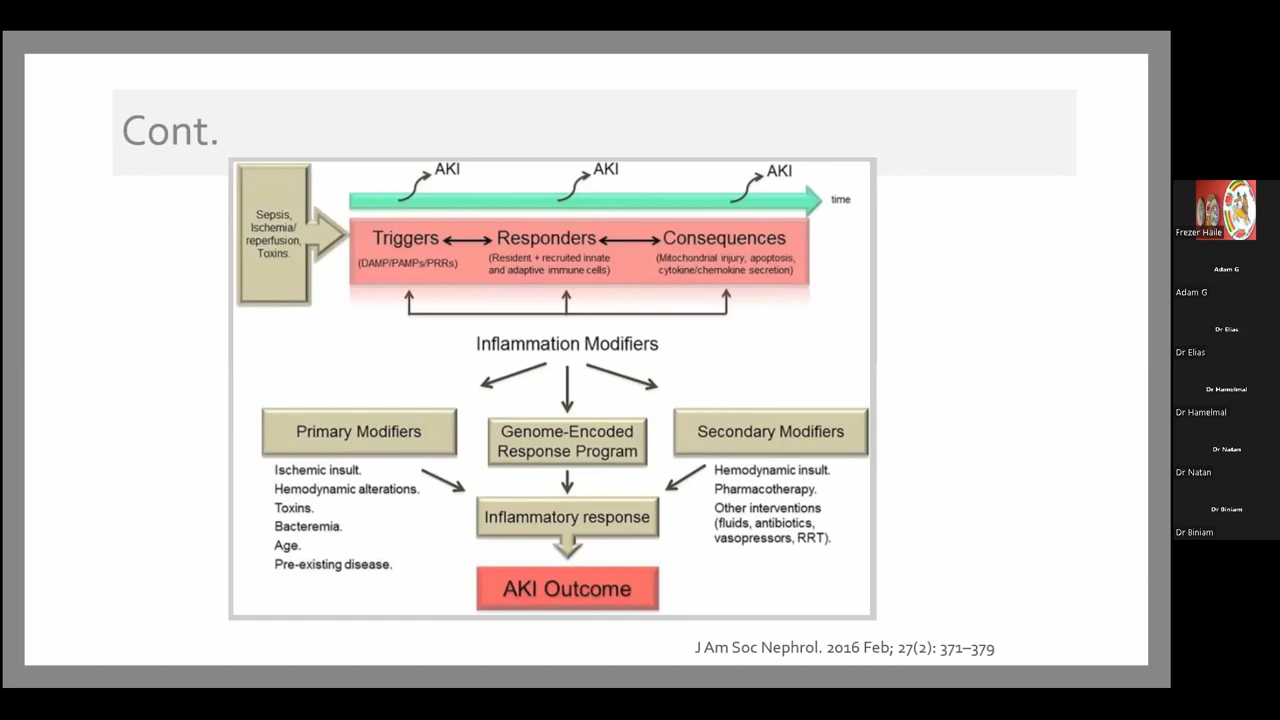 Cont.
AKI
AKI
AKI
time
Sepsis,
Ischemia/
reperfusion,
Toxins.
Triggers
Responders
Consequences
(DAMP/PAMPs/PRRs)
(Resident + recruited innate
and adaptive immune cells)
(Mitochondrial injury, apoptosis,
cytokine/chemokine secretion)
Inflammation Modifiers
Primary Modifiers
Genome-Encoded
Response Program
Secondary Modifiers
Ischemic insult.
Hemodynamic alterations.
Toxins.
Bacteremia.
Age.
Pre-existing disease.
Hemodynamic insult.
Pharmacotherapy.
Other interventions
(fluids, antibiotics,
vasopressors, RRT).
Inflammatory response
AKI Outcome
J Am Soc Nephrol. 2016 Feb; 27(2): 371–379
Frezer Haile
Adam G
Adam G
Dr Elias
Dr Elias
Dr Hamelmal
Dr Hamelmal
Dr Natan
Dr Natan
Dr Biniam
Dr Biniam